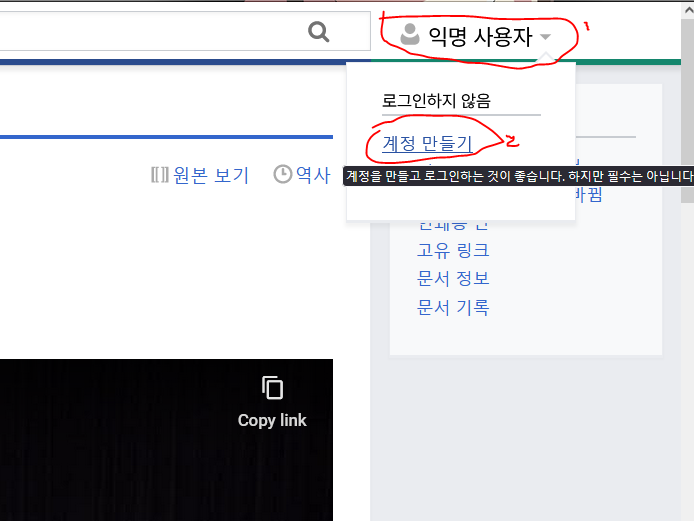 익명 사용자
1
로그인하지 않음
계정 만들기
2
원본 보기
역사
계정을 만들고 로그인하는 것이 좋습니다. 하지만 필수는 아닙니다
바뀜
고유 링크
문서 정보
문서 기록
Copy link